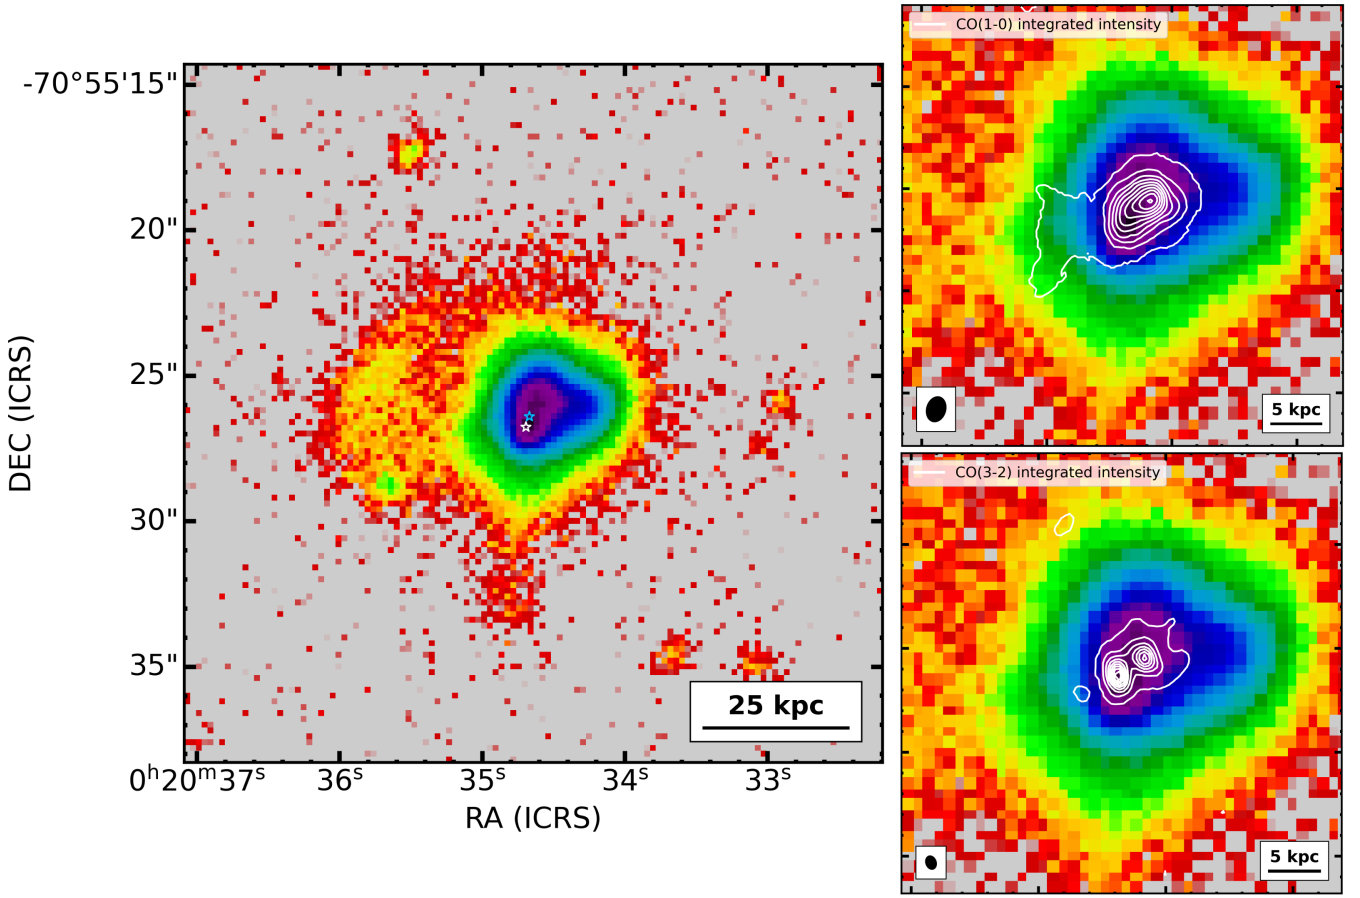 -70°55'15"
20"
25"
30"
35"
DEC (ICRS)
25 kpc
0ʰ20ᵐ37ˢ 36ˢ 35ˢ 34ˢ 33ˢ
RA (ICRS)
CO(1-0) integrated intensity
5 kpc
CO(3-2) integrated intensity
5 kpc